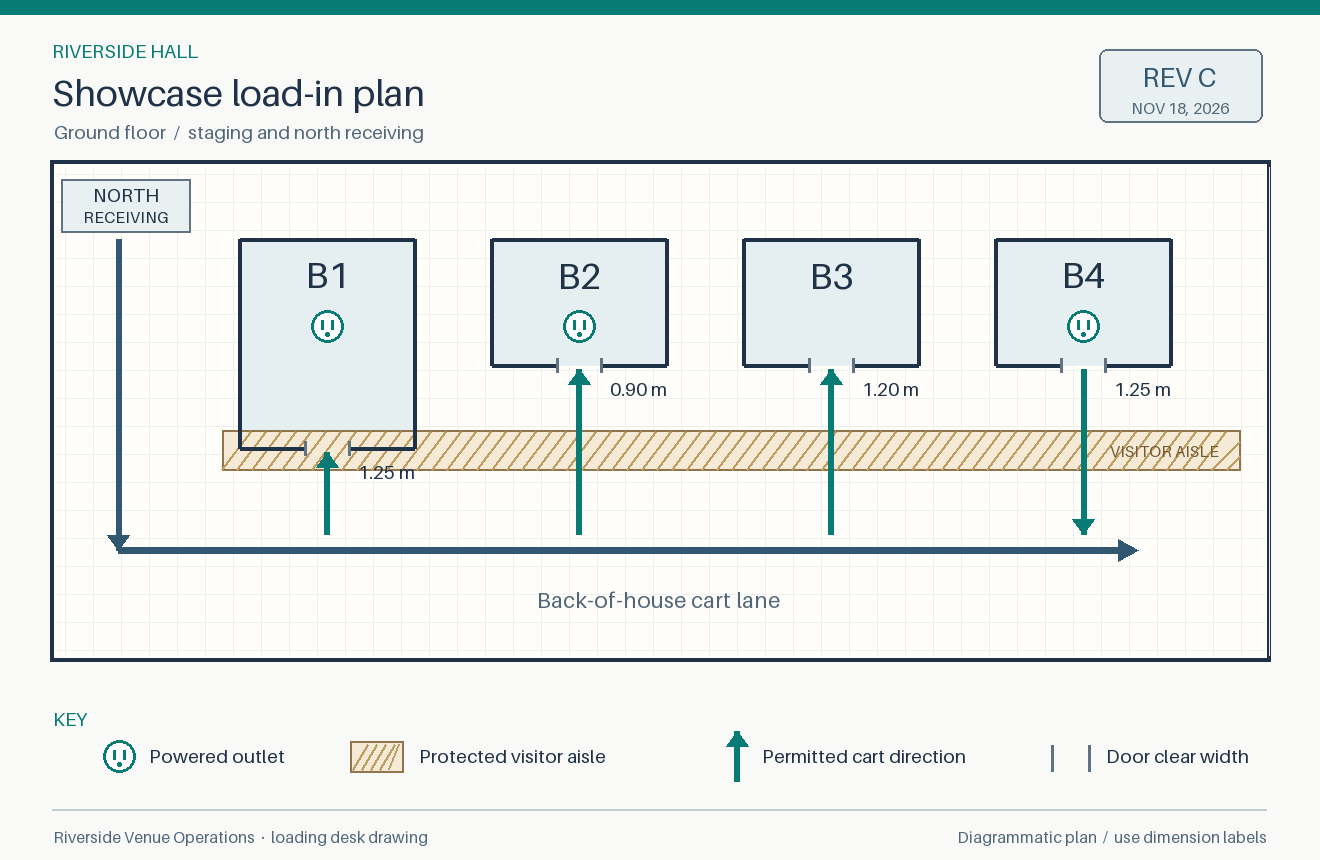 RIVERSIDE HALL
Showcase load-in plan
Ground floor / staging and north receiving
REV C
NOV 18, 2026
NORTH
RECEIVING
B1
B2
B3
B4
0.90 m
1.20 m
1.25 m
VISITOR AISLE
1.25 m
Back-of-house cart lane
KEY
Powered outlet
Protected visitor aisle
Permitted cart direction
Door clear width
Riverside Venue Operations · loading desk drawing
Diagrammatic plan / use dimension labels